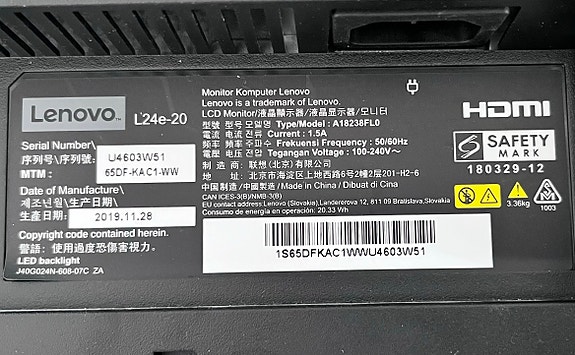 Lenovo
L24e-20
Serial Number\
序列号\序號:
U4603W51
MTM :
65DF-KAC1-WW
Date of Manufacture\
제조년월\生产日期\
生產日期:
2019.11.28
Copyright code contained herein.
警語: 使用過度恐傷害視力。
LED backlight
J40G024N-608-07C ZA
Monitor Komputer Lenovo
Lenovo is a trademark of Lenovo.
LCD Monitor/液晶顯示器/液晶显示器/모니터
型號 型号 모델명 Type/Model : A18238FL0
電流 电流 전류 Current : 1.5A
頻率 频率 주파수 Frekuensi Frequency : 50/60Hz
電壓 电压 전압 Tegangan Voltage : 100-240V~
制 造 商: 联想(北京)有限公司
地 址: 北京市海淀区上地西路6号2幢2层201-H2-6
中国制造/中国製造/Made in China / Dibuat di Cina
CAN ICES-3(B)/NMB-3(B)
EU contact address:Lenovo (Slovakia),Landererova 12, 811 09 Bratislava,Slovakia
Consumo de energía en operación: 20.33 Wh
1S65DFKAC1WWU4603W51
HDMI
SAFETY
MARK
180329-12
3.36kg
1003